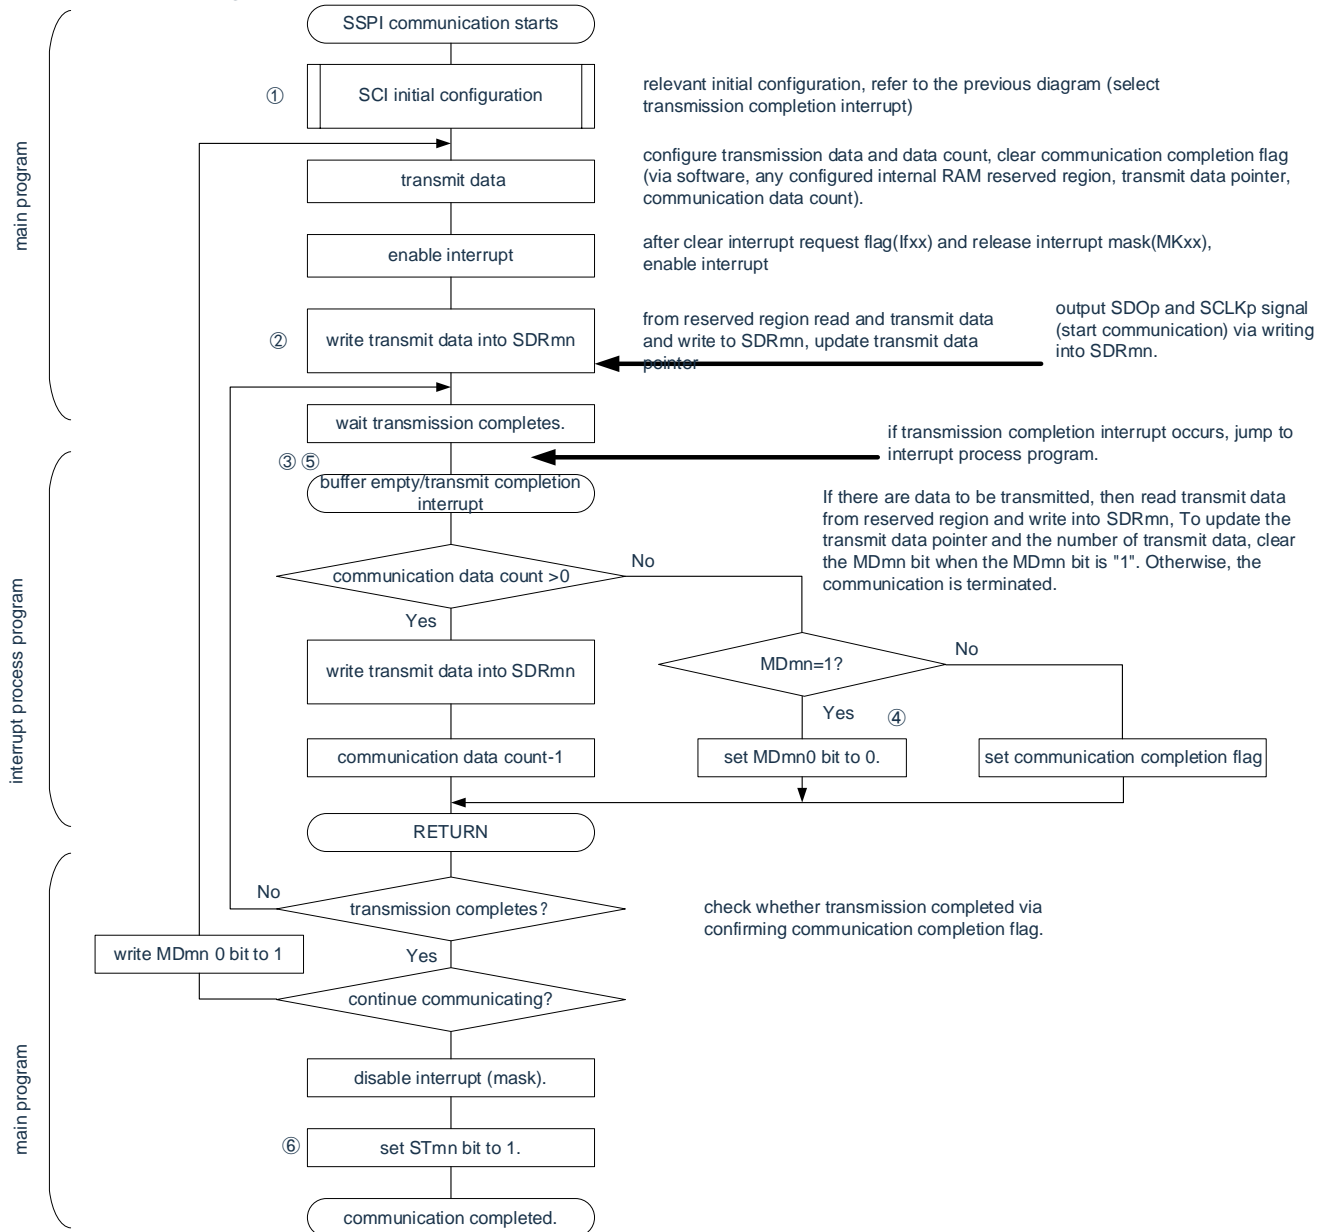 SSPI communication starts
①
SCI initial configuration
relevant initial configuration, refer to the previous diagram (select
transmission completion interrupt)
main program
transmit data
configure transmission data and data count, clear communication completion flag
(via software, any configured internal RAM reserved region, transmit data pointer,
communication data count).
enable interrupt
after clear interrupt request flag(Ifxx) and release interrupt mask(MKxx),
enable interrupt
②
write transmit data into SDRmn
from reserved region read and transmit data
and write to SDRmn, update transmit data
pointer
output SDOp and SCLKp signal
(start communication) via writing
into SDRmn.
wait transmission completes.
if transmission completion interrupt occurs, jump to
interrupt process program.
③ ⑤
buffer empty/transmit completion
interrupt
If there are data to be transmitted, then read transmit data
from reserved region and write into SDRmn, To update the
transmit data pointer and the number of transmit data, clear
the MDmn bit when the MDmn bit is "1". Otherwise, the
communication is terminated.
interrupt process program
communication data count >0
No
Yes
write transmit data into SDRmn
MDmn=1?
No
Yes
④
communication data count-1
set MDmn0 bit to 0.
set communication completion flag
RETURN
main program
No
transmission completes?
check whether transmission completed via
confirming communication completion flag.
write MDmn 0 bit to 1
Yes
continue communicating?
disable interrupt (mask).
⑥
set STmn bit to 1.
communication completed.